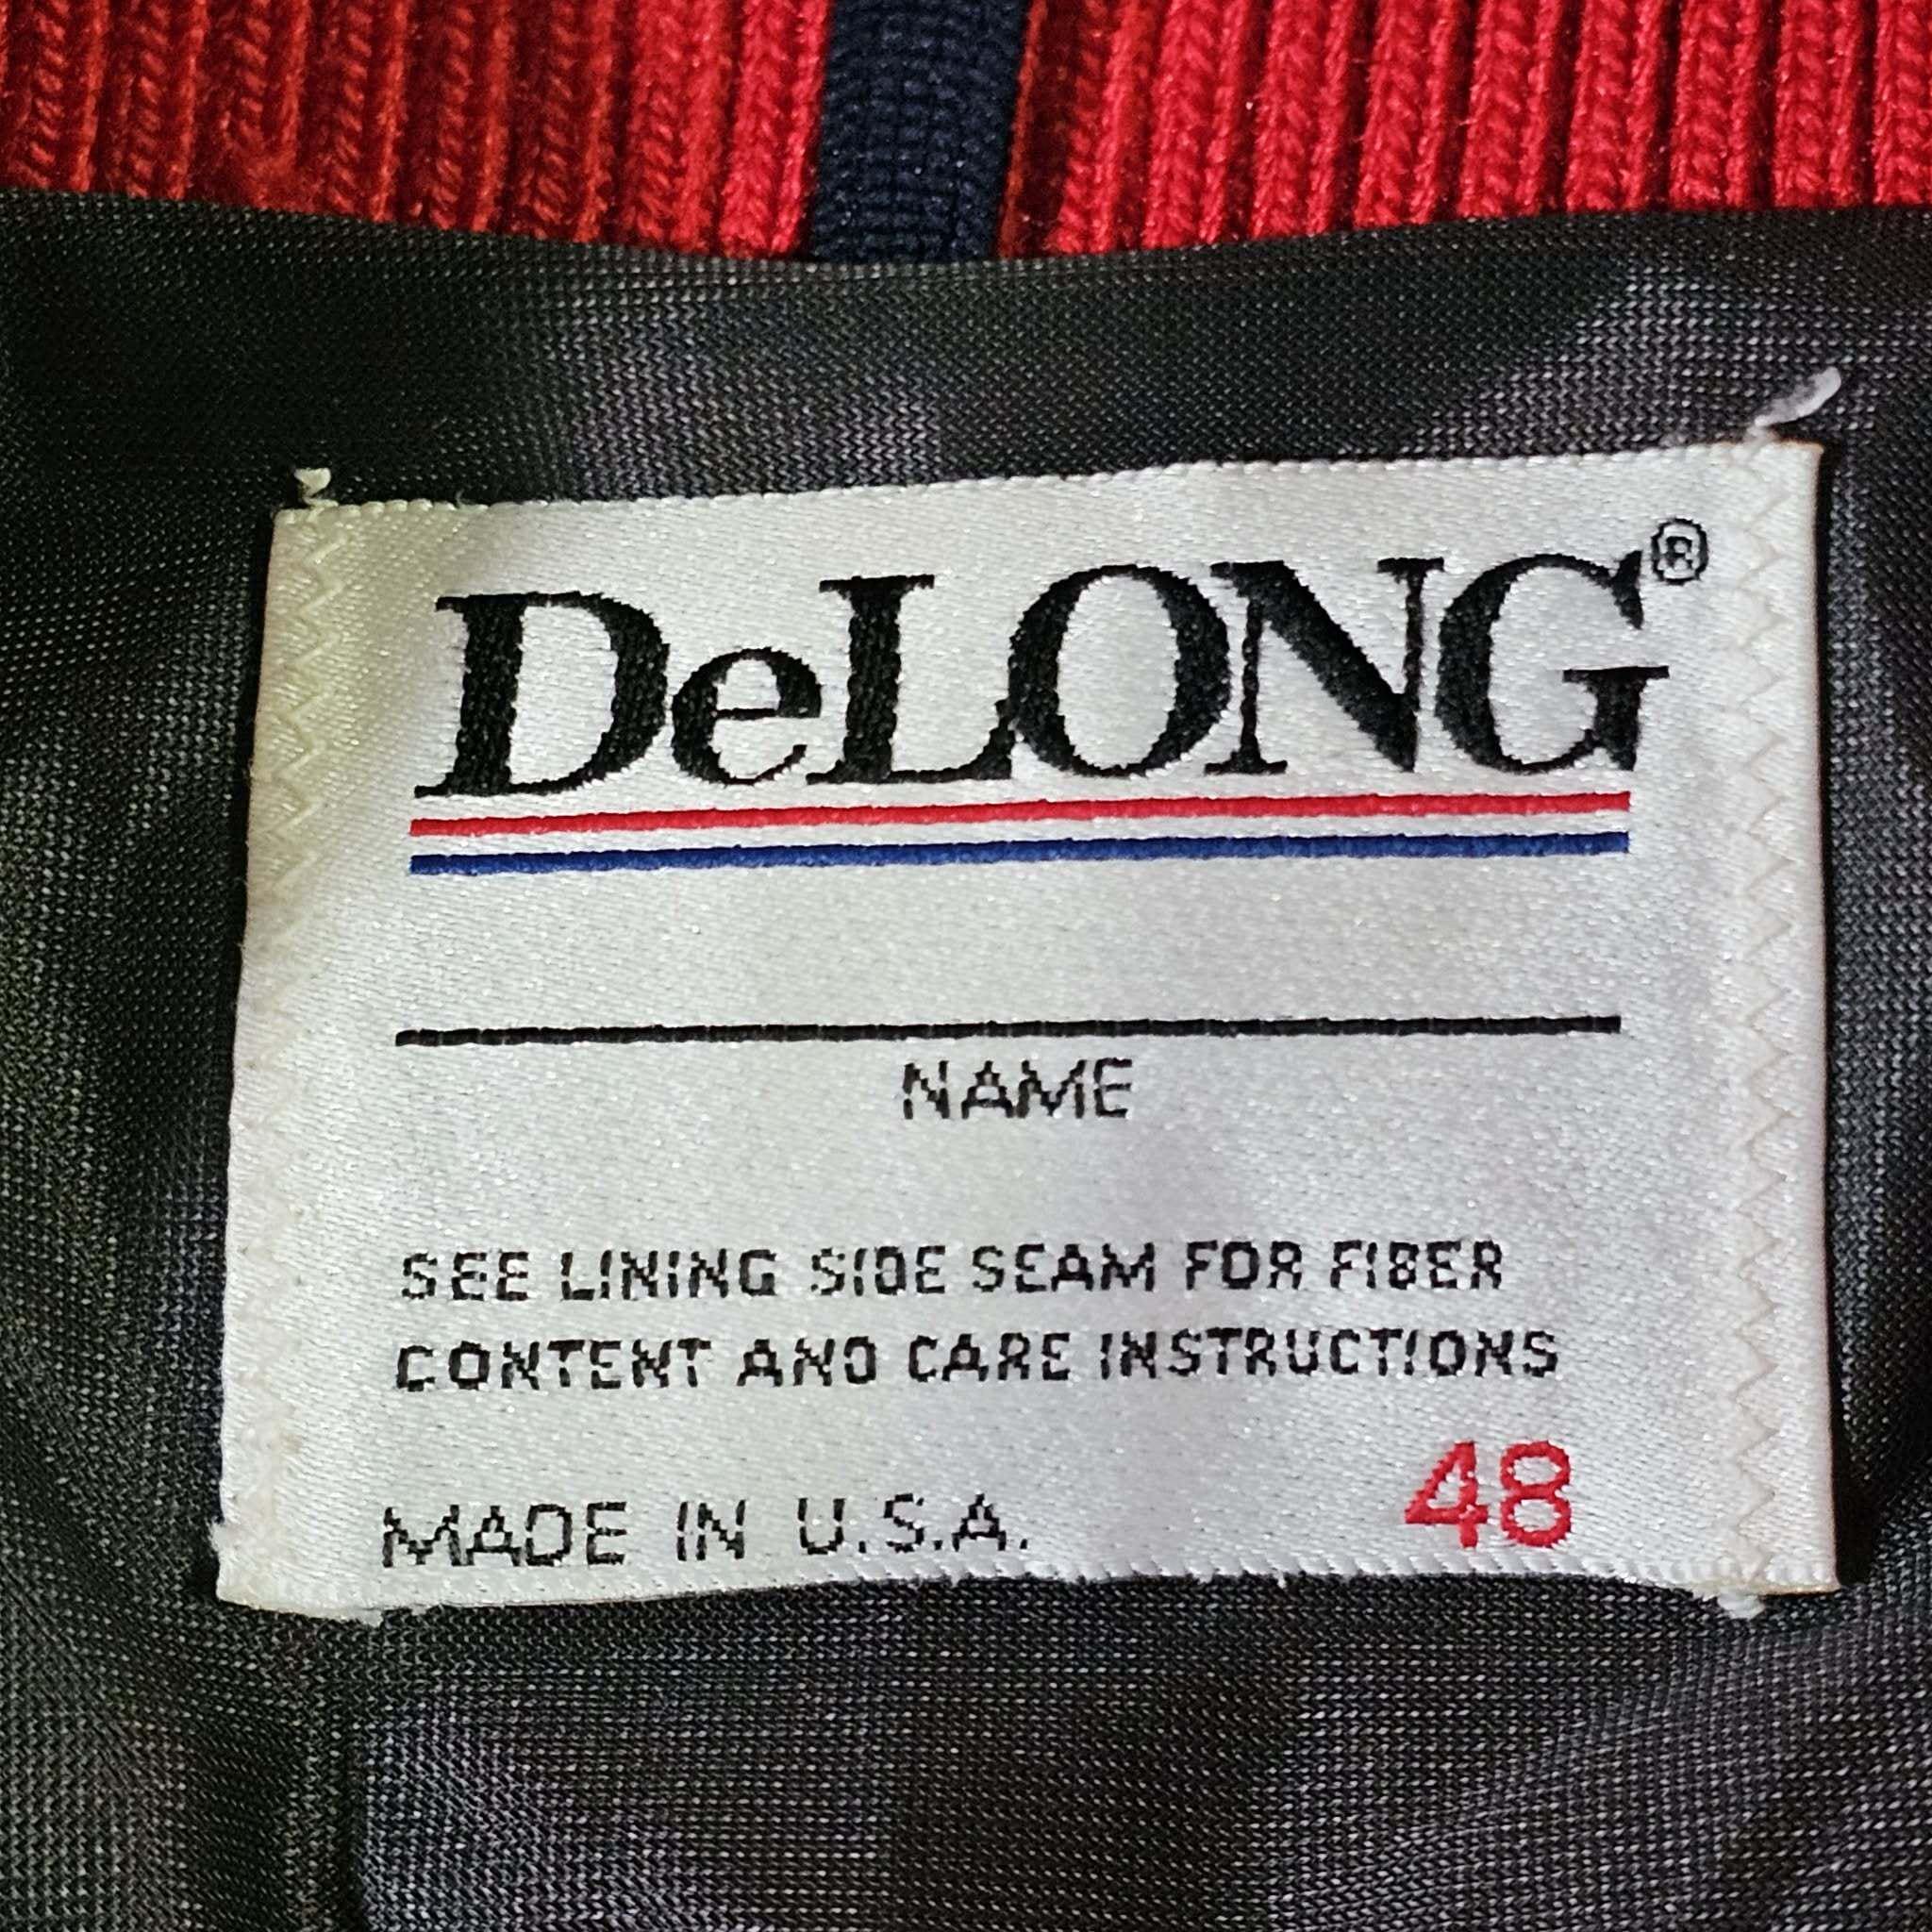 DeLONG®
NAME
SEE LINING SIDE SEAM FOR FIBER
CONTENT AND CARE INSTRUCTIONS
MADE IN U.S.A. 48